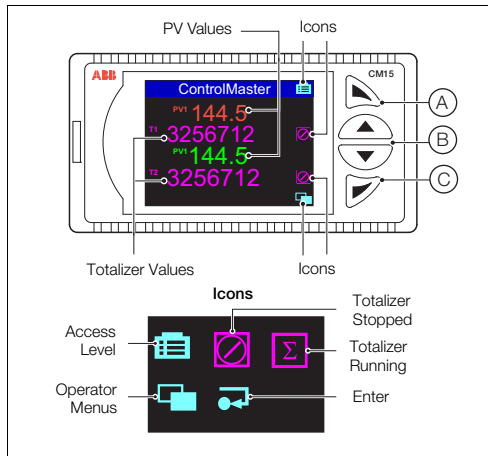 PV Values
Icons
ABB
CM15
ControlMaster
PV1 144.5
T1 3256712
PV1 144.5
T2 3256712
A
B
C
Totalizer Values
Icons
Icons
Totalizer
Stopped
Access
Level
Σ
Totalizer
Running
Operator
Menus
Enter